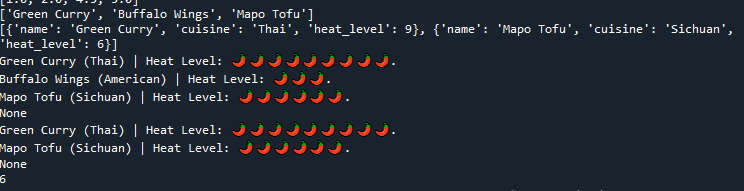 ['Green Curry', 'Buffalo Wings', 'Mapo Tofu']
[{'name': 'Green Curry', 'cuisine': 'Thai', 'heat_level': 9}, {'name': 'Mapo Tofu', 'cuisine': 'Sichuan',
'heat_level': 6}]
Green Curry (Thai) | Heat Level: 🌶🌶🌶🌶🌶🌶🌶🌶🌶.
Buffalo Wings (American) | Heat Level: 🌶🌶🌶.
Mapo Tofu (Sichuan) | Heat Level: 🌶🌶🌶🌶🌶🌶.
None
Green Curry (Thai) | Heat Level: 🌶🌶🌶🌶🌶🌶🌶🌶🌶.
Mapo Tofu (Sichuan) | Heat Level: 🌶🌶🌶🌶🌶🌶.
None
6